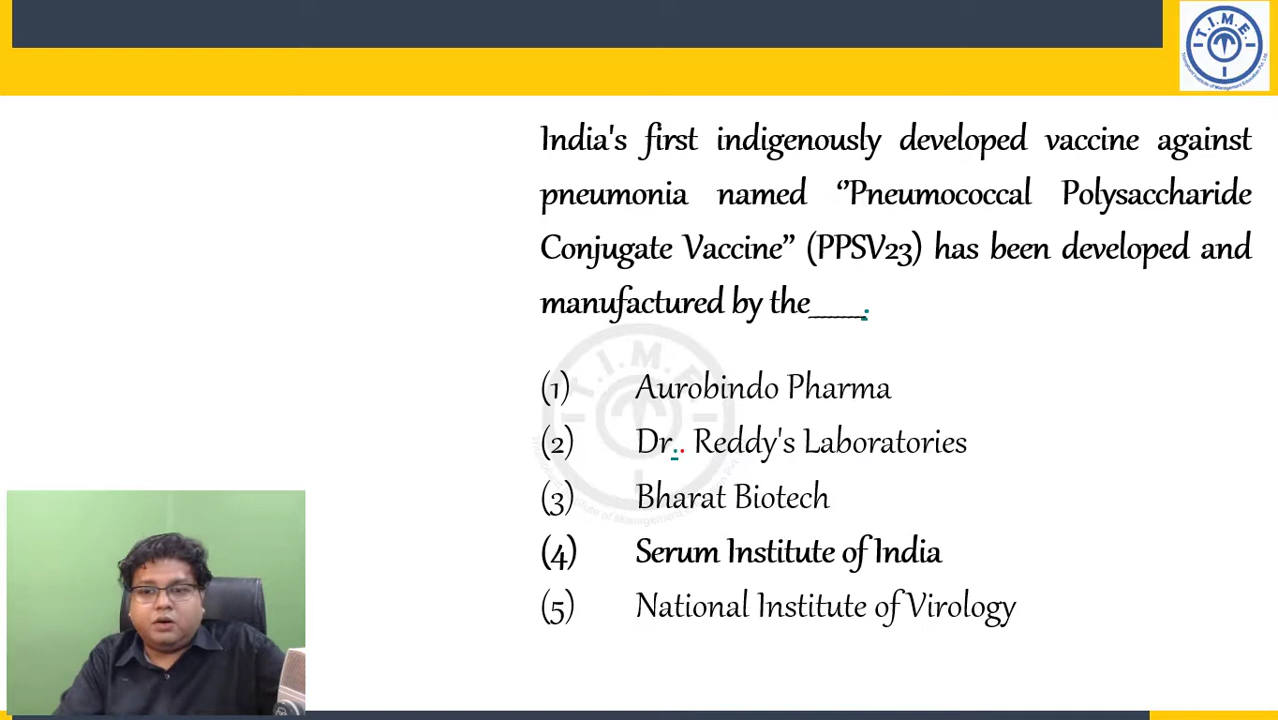 T.I.M.E.
India's first indigenously developed vaccine against
pneumonia named ‘’Pneumococcal Polysaccharide
Conjugate Vaccine” (PPSV23) has been developed and
manufactured by the_____.
(1) Aurobindo Pharma
(2) Dr.. Reddy's Laboratories
(3) Bharat Biotech
(4) Serum Institute of India
(5) National Institute of Virology